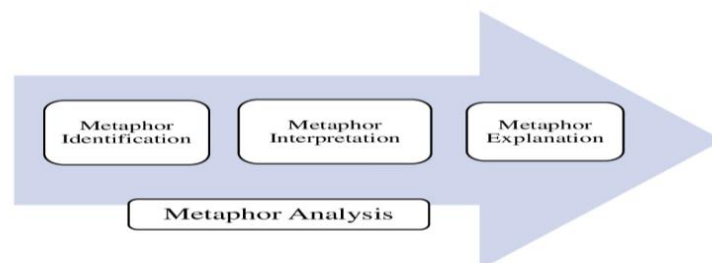 Metaphor
Identification
Metaphor
Interpretation
Metaphor
Explanation
Metaphor Analysis